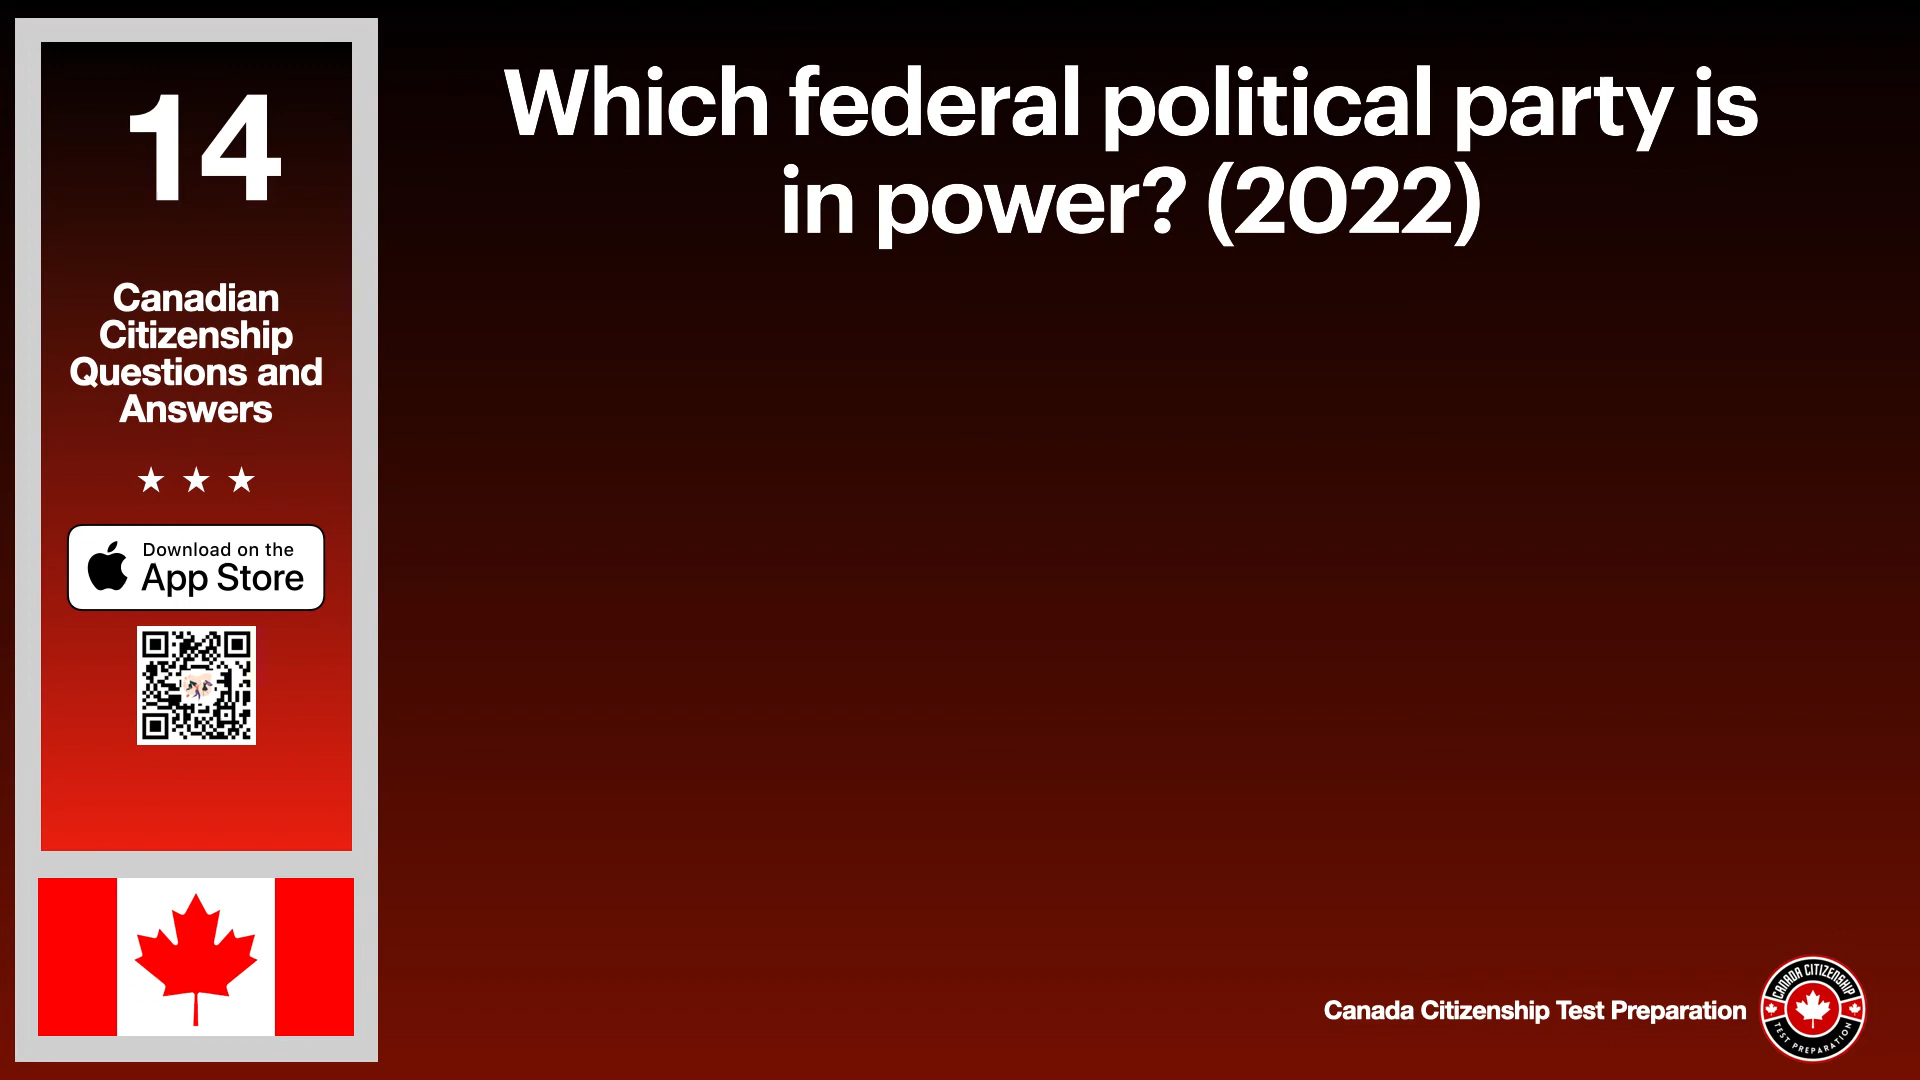 14
Canadian
Citizenship
Questions and
Answers
Download on the
App Store
Which federal political party is
in power? (2022)
Canada Citizenship Test Preparation
CANADA CITIZENSHIP
TEST PREPARATION